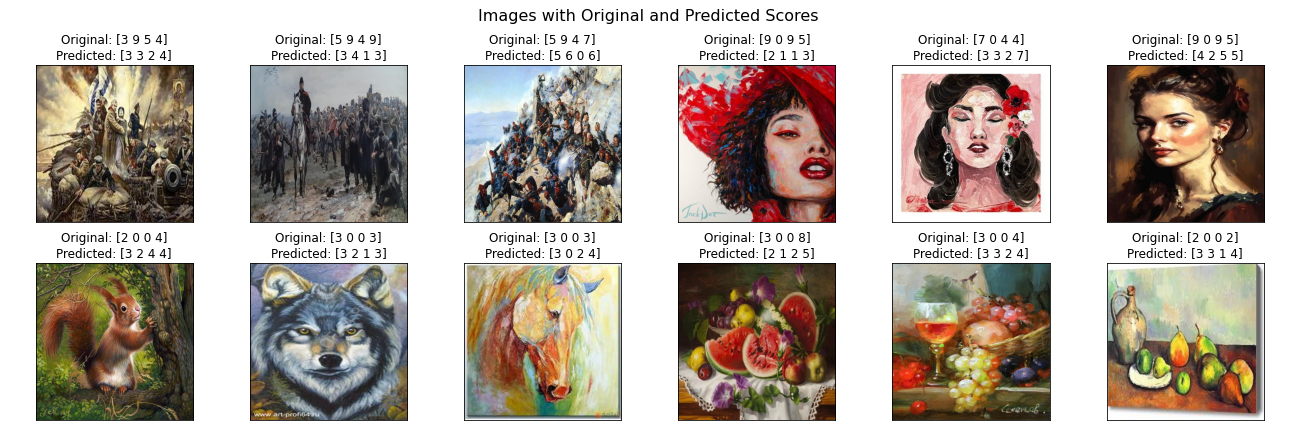 Images with Original and Predicted Scores
Original: [3 9 5 4]
Predicted: [3 3 2 4]
Original: [5 9 4 9]
Predicted: [3 4 1 3]
Original: [5 9 4 7]
Predicted: [5 6 0 6]
Original: [9 0 9 5]
Predicted: [2 1 1 3]
Original: [7 0 4 4]
Predicted: [3 3 2 7]
Original: [9 0 9 5]
Predicted: [4 2 5 5]
Original: [2 0 0 4]
Predicted: [3 2 4 4]
Original: [3 0 0 3]
Predicted: [3 2 1 3]
www.art-profi64.ru
Original: [3 0 0 3]
Predicted: [3 0 2 4]
Original: [3 0 0 8]
Predicted: [2 1 2 5]
Original: [3 0 0 4]
Predicted: [3 3 2 4]
Original: [2 0 0 2]
Predicted: [3 3 1 4]